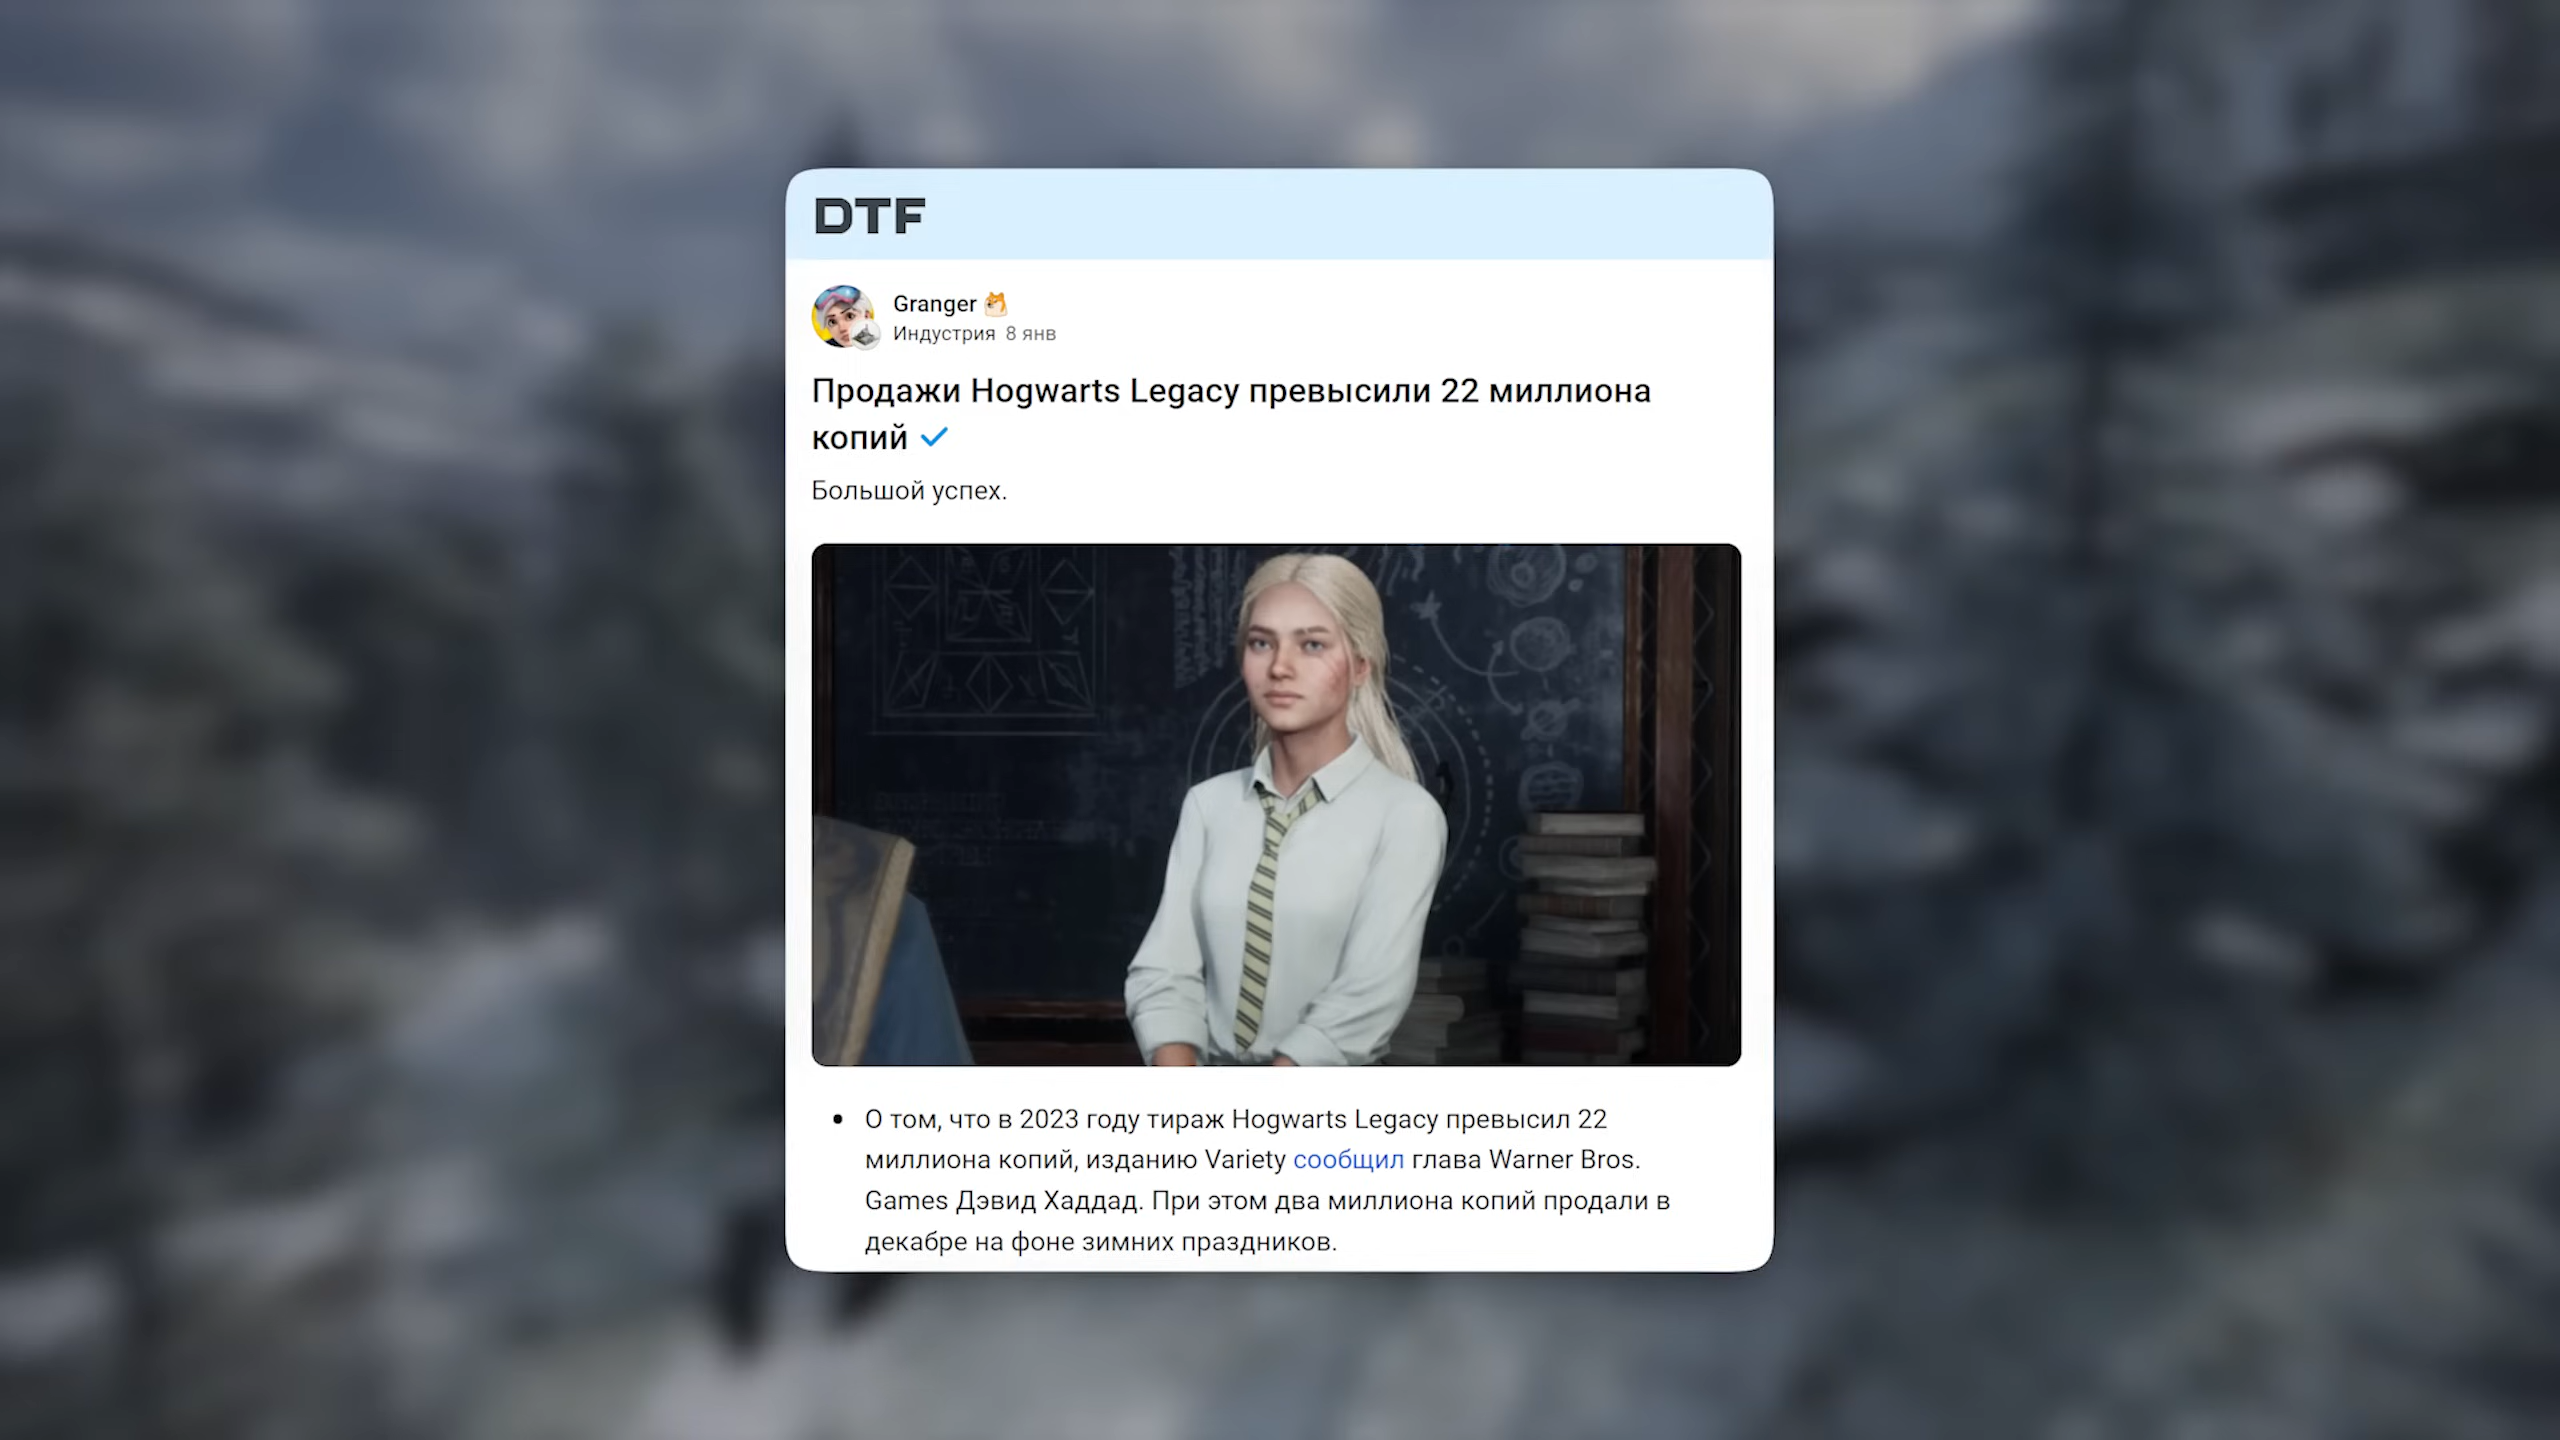 DTF
Granger
Индустрия 8 янв
Продажи Hogwarts Legacy превысили 22 миллиона
копий
Большой успех.
О том, что в 2023 году тираж Hogwarts Legacy превысил 22
миллиона копий, изданию Variety сообщил глава Warner Bros.
Games Дэвид Хаддад. При этом два миллиона копий продали в
декабре на фоне зимних праздников.